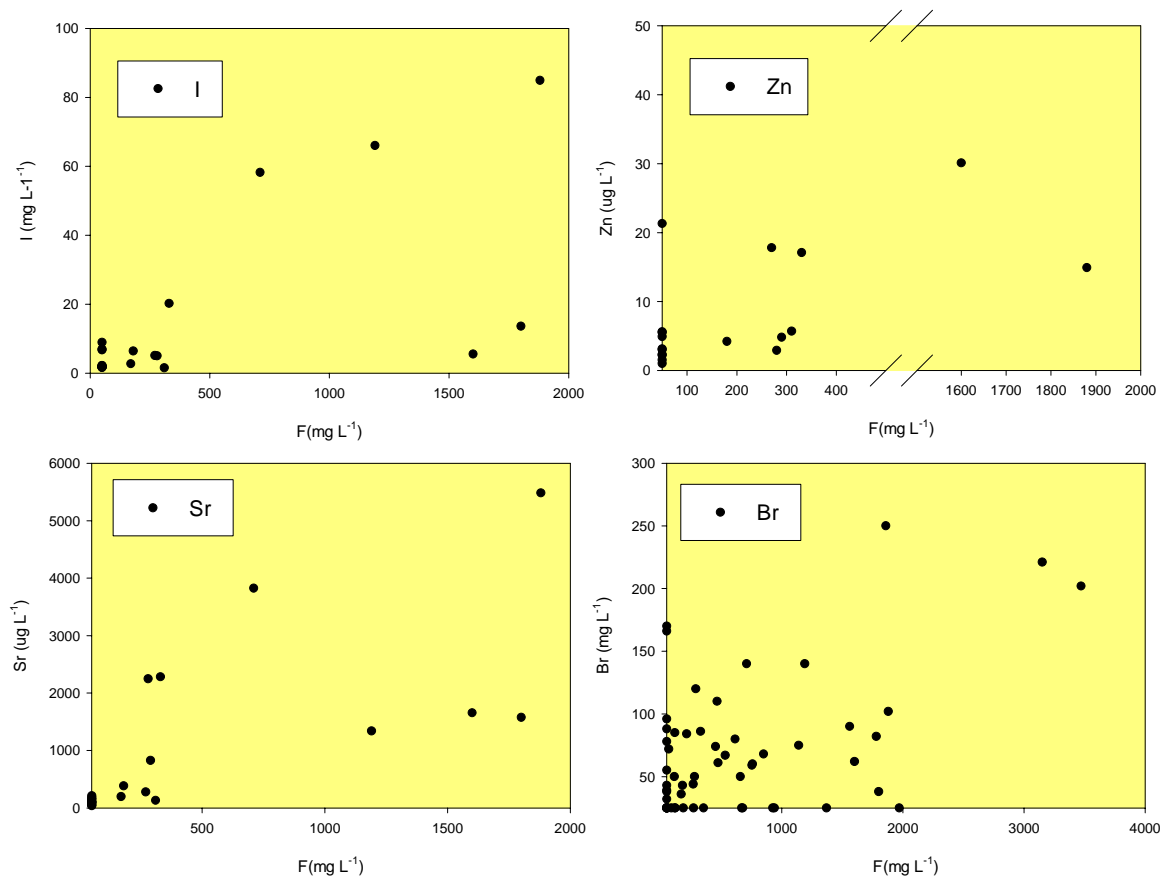 100
80
60
40
20
0
I (mg L-1⁻¹)
I
0 500 1000 1500 2000
F(mg L⁻¹)
50
40
30
20
10
0
Zn (ug L⁻¹)
Zn
100 200 300 400 1600 1700 1800 1900 2000
F(mg L⁻¹)
6000
5000
4000
3000
2000
1000
0
Sr (ug L⁻¹)
Sr
500 1000 1500 2000
F(mg L⁻¹)
300
250
200
150
100
50
Br (mg L⁻¹)
Br
1000 2000 3000 4000
F(mg L⁻¹)